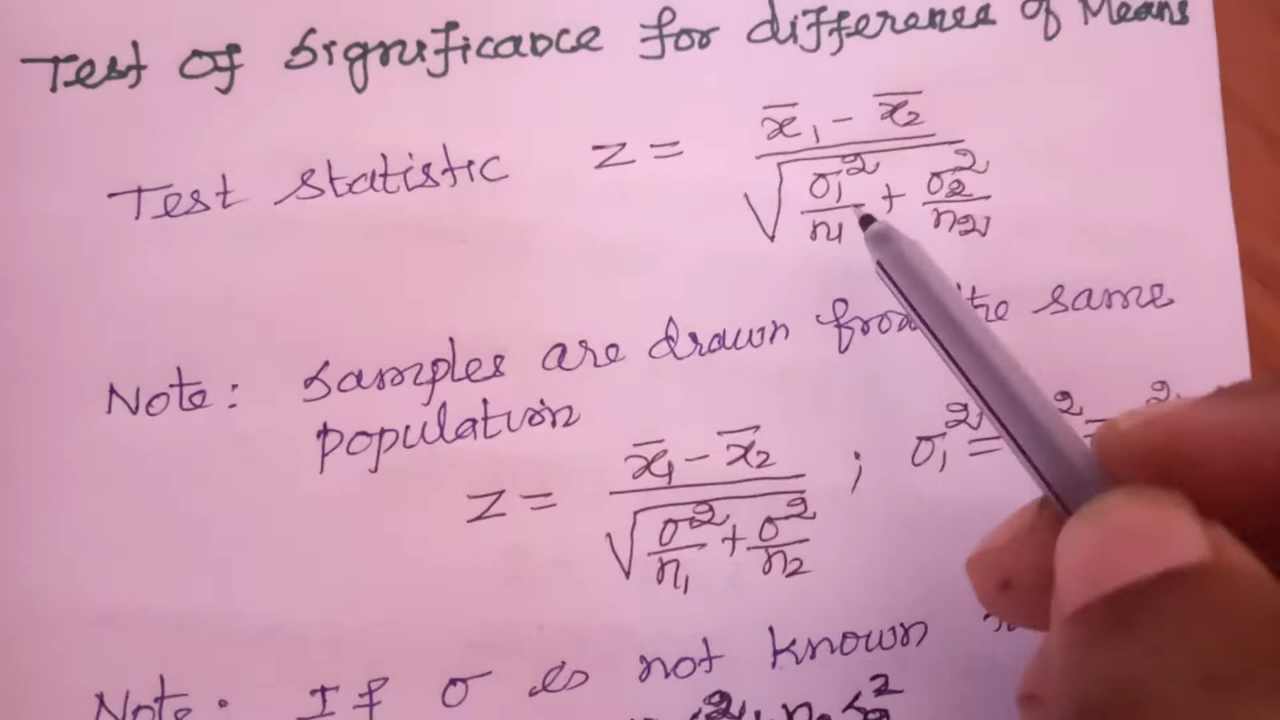 Test of Significance for difference of Means
Test Statistic z = (x̄₁ - x̄₂) / √(σ₁²/n₁ + σ₂²/n₂)
Note: Samples are drawn from the same
population
z = (x̄₁ - x̄₂) / √(σ²/n₁ + σ²/n₂) ; σ₁² =
Note: If σ is not known